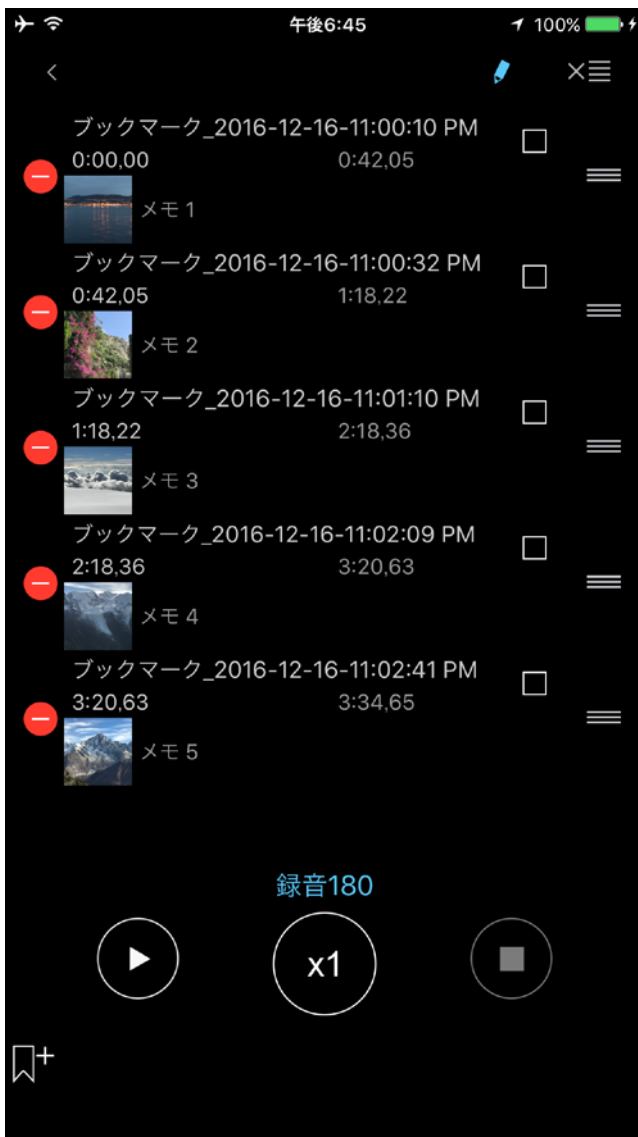 午後6:45
100%
ブックマーク_2016-12-16-11:00:10 PM
0:00,00 0:42,05
メモ 1
ブックマーク_2016-12-16-11:00:32 PM
0:42,05 1:18,22
メモ 2
ブックマーク_2016-12-16-11:01:10 PM
1:18,22 2:18,36
メモ 3
ブックマーク_2016-12-16-11:02:09 PM
2:18,36 3:20,63
メモ 4
ブックマーク_2016-12-16-11:02:41 PM
3:20,63 3:34,65
メモ 5
録音180
x1